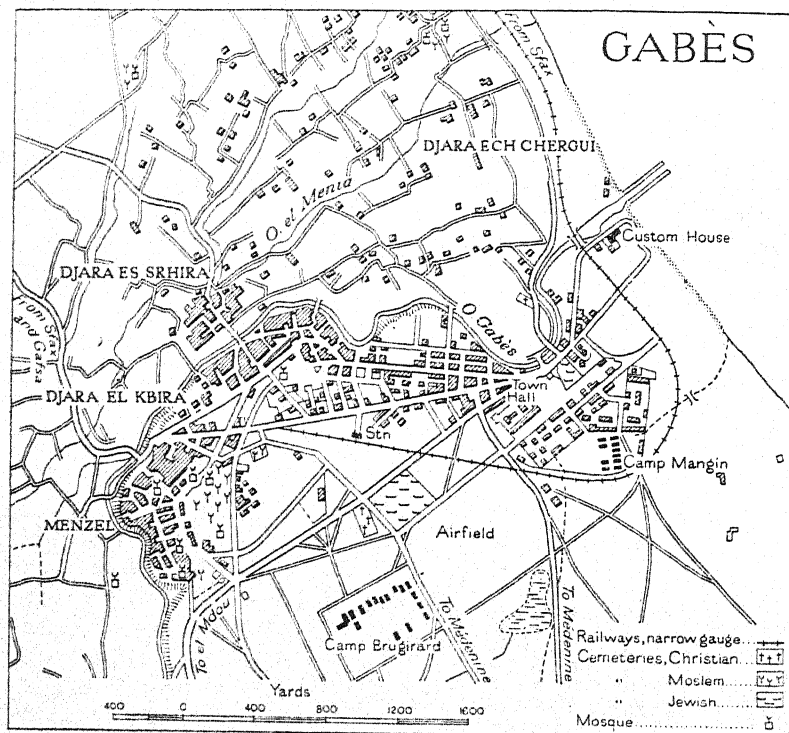 GABÈS
From Sfax
DJARA ECH CHERGUI
O. el Menia
Custom House
DJARA ES SRHIRA
From Sfax
and Gafsa
O Gabès
DJARA EL KBIRA
Town
Hall
Stn
Camp Mangin
MENZEL
Airfield
Camp Brugirard
To el Mdou
To Médenine
To Médenine
Railways, narrow gauge
Cemeteries, Christian
" Moslem
" Jewish
Mosque
Yards
400 0 400 800 1200 1600